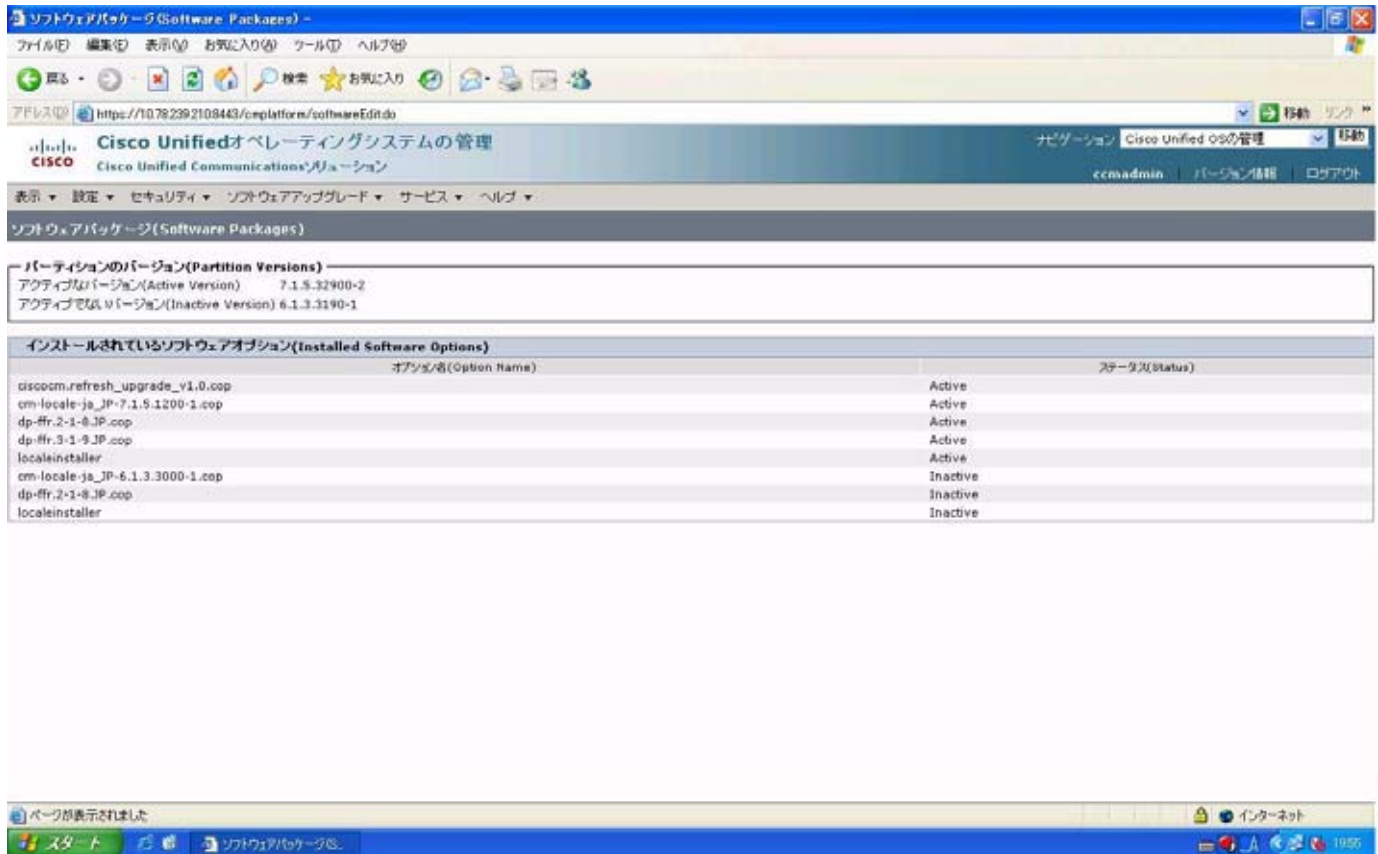 ソフトウェアパッケージ(Software Packages) -
ファイル(F) 編集(E) 表示(V) お気に入り(A) ツール(T) ヘルプ(H)
戻る 検索 お気に入り
アドレス(D) https://10.78.239.210:8443/cmplatform/softwareEdit.do 移動 リンク »
CISCO
Cisco Unifiedオペレーティングシステムの管理
Cisco Unified Communicationsソリューション
ナビゲーション Cisco Unified OSの管理 移動
ccmadmin バージョン情報 ログアウト
表示 ▼ 設定 ▼ セキュリティ ▼ ソフトウェアアップグレード ▼ サービス ▼ ヘルプ ▼
ソフトウェアパッケージ(Software Packages)
パーティションのバージョン(Partition Versions)
アクティブなバージョン(Active Version) 7.1.5.32900-2
アクティブでないバージョン(Inactive Version) 6.1.3.3190-1
インストールされているソフトウェアオプション(Installed Software Options)
オプション名(Option Name) ステータス(Status)
ciscocm.refresh_upgrade_v1.0.cop Active
cm-locale-ja_JP-7.1.5.1200-1.cop Active
dp-ffr.2-1-8.JP.cop Active
dp-ffr.3-1-9.JP.cop Active
localeinstaller Active
cm-locale-ja_JP-6.1.3.3000-1.cop Inactive
dp-ffr.2-1-8.JP.cop Inactive
localeinstaller Inactive
ページが表示されました インターネット
スタート ソフトウェアパッケージ(S... A 19:55